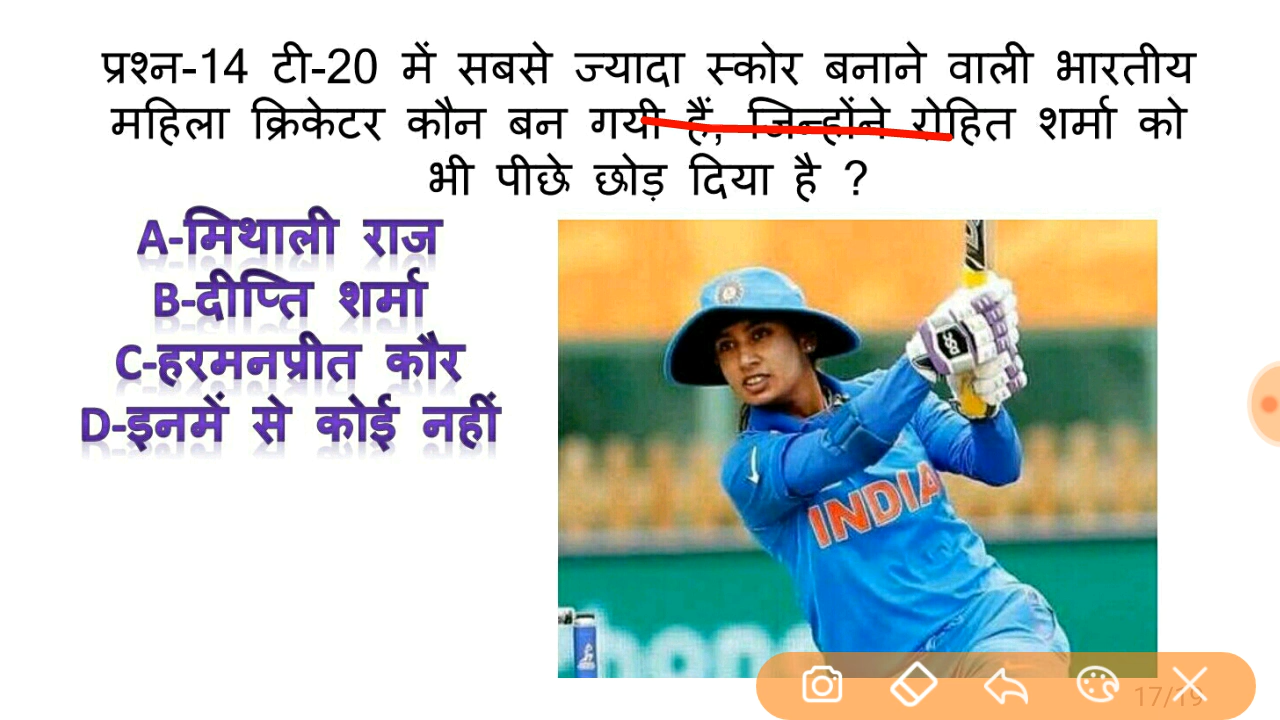 प्रश्न-14 टी-20 में सबसे ज्यादा स्कोर बनाने वाली भारतीय
महिला क्रिकेटर कौन बन गयी हैं, जिन्होंने रोहित शर्मा को
भी पीछे छोड़ दिया है ?
A-मिथाली राज
B-दीप्ति शर्मा
C-हरमनप्रीत कौर
D-इनमें से कोई नहीं
INDIA
17/19